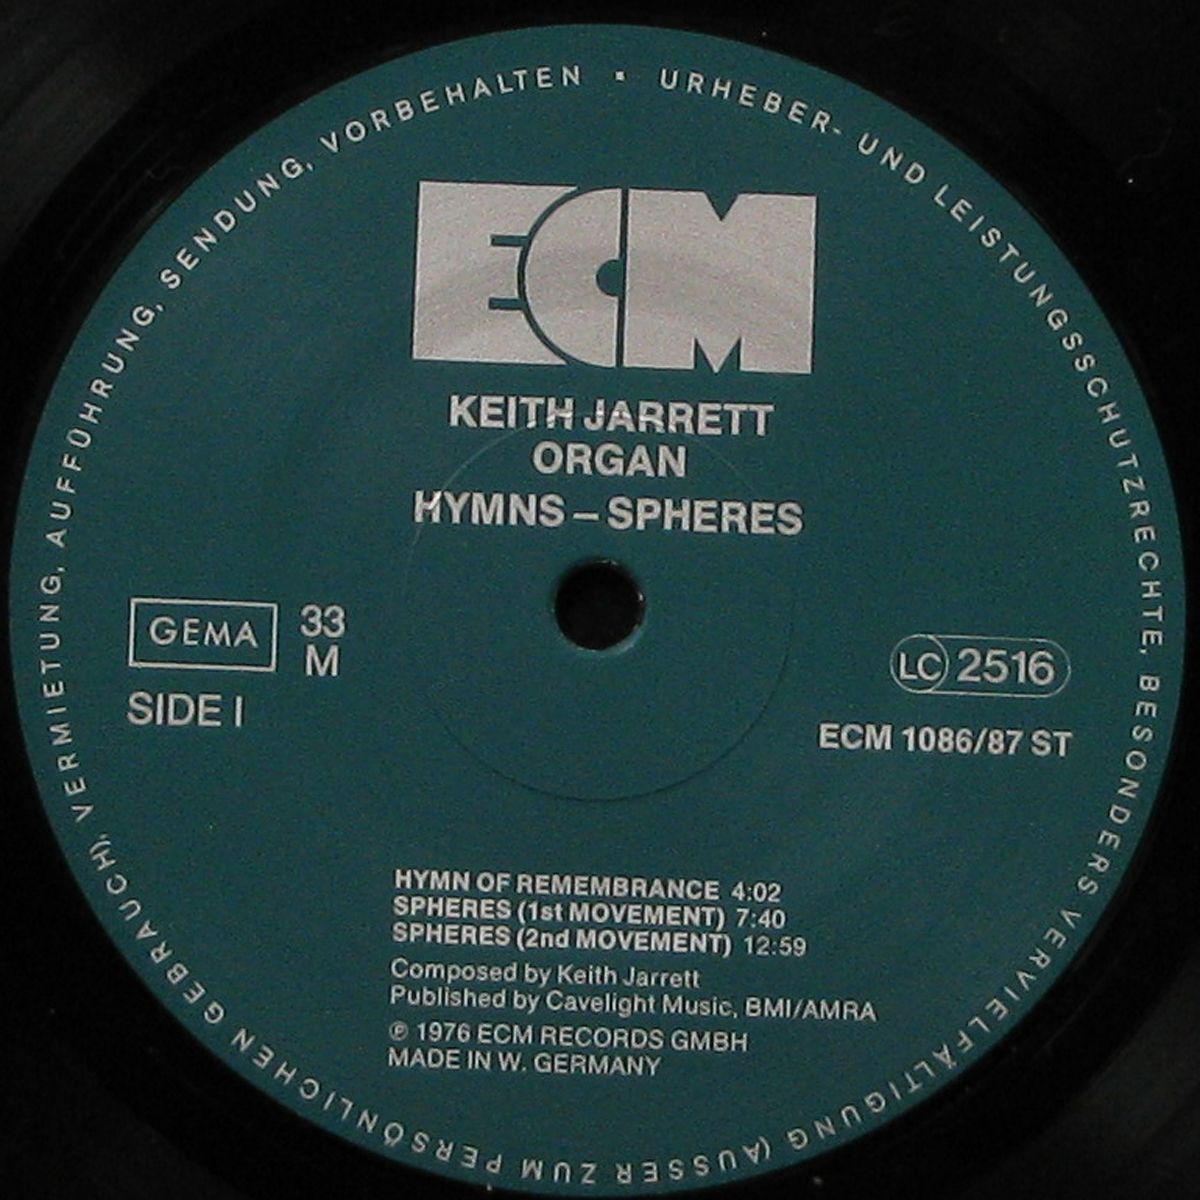 URHEBER- UND LEISTUNGSSCHUTZRECHTE, BESONDERS VERVIELFÄLTIGUNG (AUSSER ZUM PERSÖNLICHEN GEBRAUCH), VERMIETUNG, AUFFÜHRUNG, SENDUNG, VORBEHALTEN ·
ECM
KEITH JARRETT
ORGAN
HYMNS – SPHERES
GEMA
33
M
SIDE I
LC 2516
ECM 1086/87 ST
HYMN OF REMEMBRANCE 4:02
SPHERES (1st MOVEMENT) 7:40
SPHERES (2nd MOVEMENT) 12:59
Composed by Keith Jarrett
Published by Cavelight Music, BMI/AMRA
℗ 1976 ECM RECORDS GMBH
MADE IN W. GERMANY